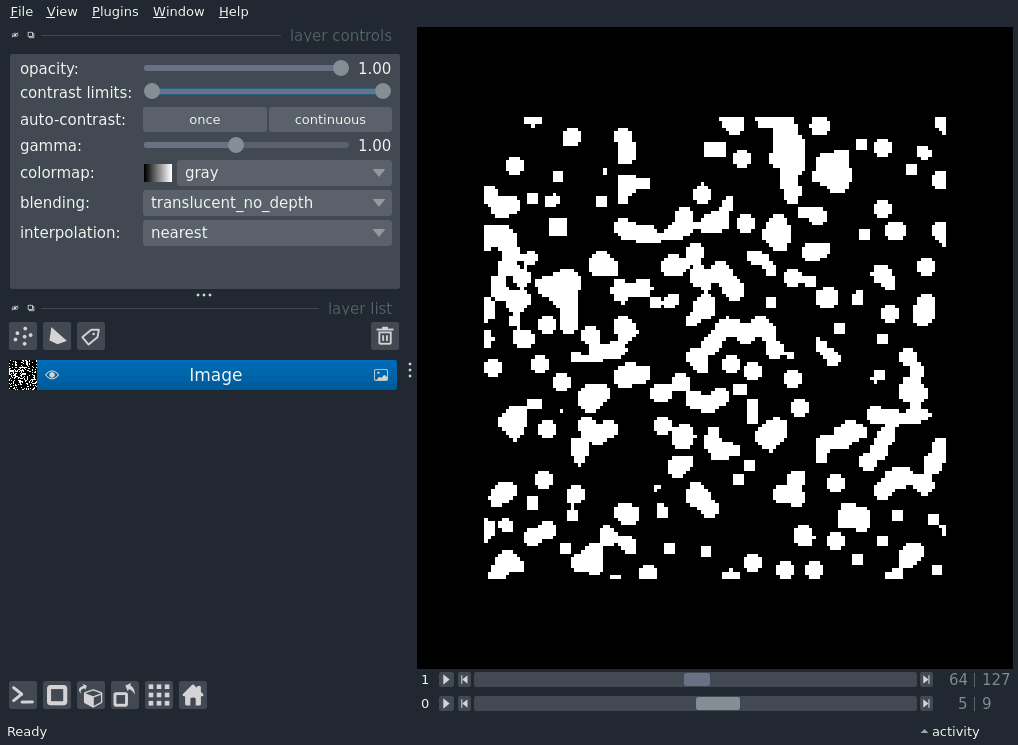 File View Plugins Window Help
layer controls
opacity: 1.00
contrast limits:
auto-contrast: once continuous
gamma: 1.00
colormap: gray
blending: translucent_no_depth
interpolation: nearest
layer list
Image
1 64 | 127
0 5 | 9
Ready activity